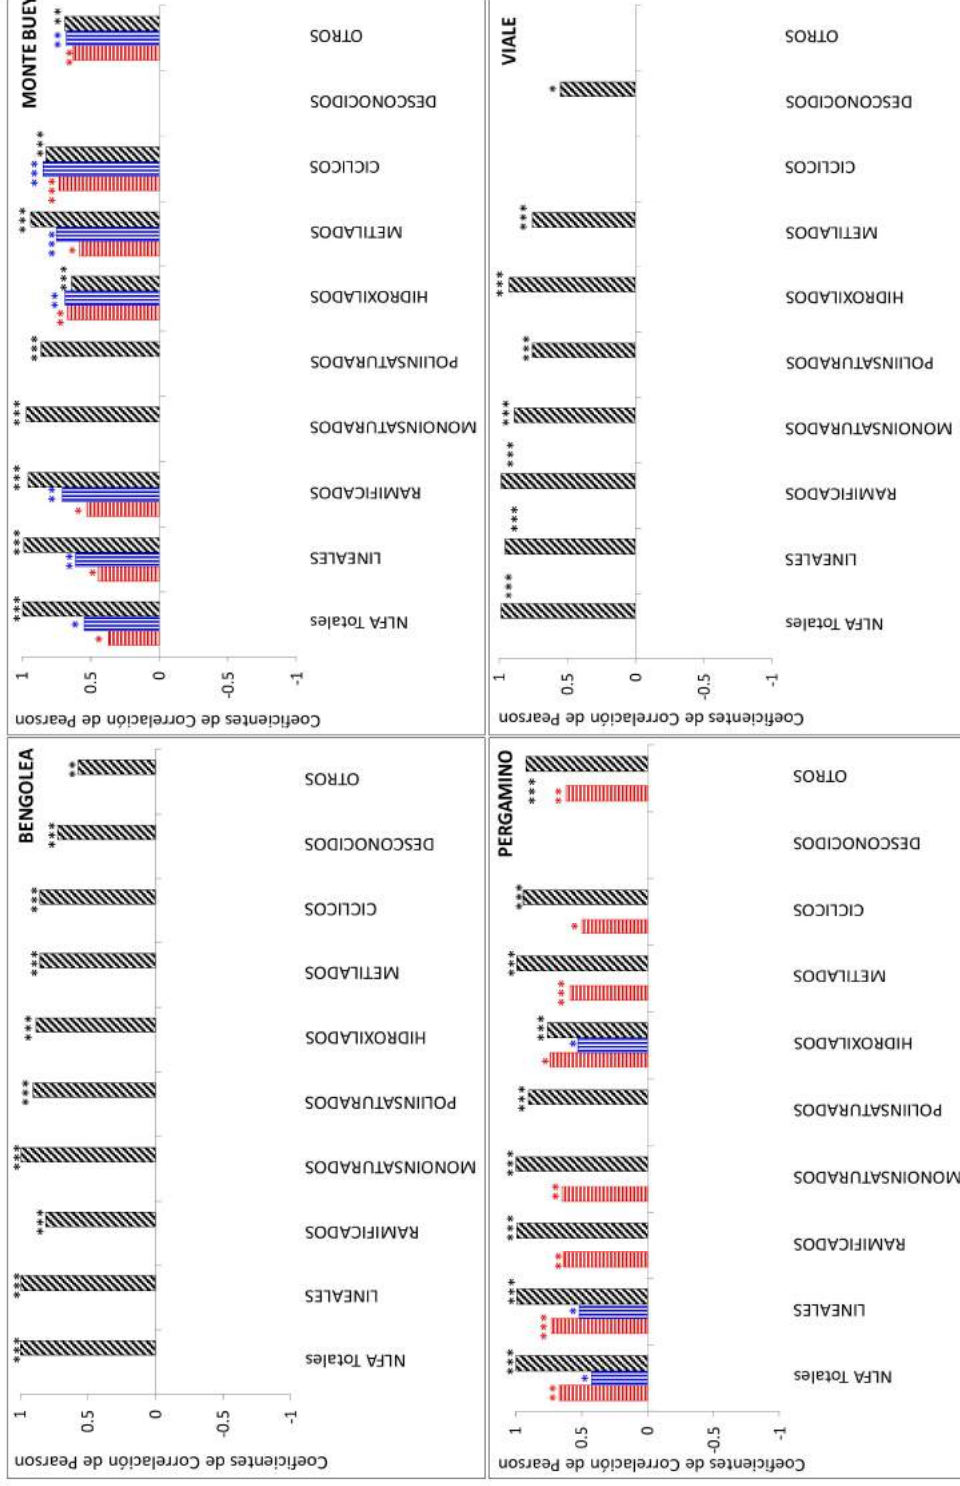 BENGOLEA
Coeficientes de Correlación de Pearson
1
0.5
0
-0.5
-1
***
***
***
***
***
***
***
***
***
**
NLFA Totales
LINEALES
RAMIFICADOS
MONOINSATURADOS
POLIINSATURADOS
HIDROXILADOS
METILADOS
CICLICOS
DESCONOCIDOS
OTROS
MONTE BUEY
Coeficientes de Correlación de Pearson
1
0.5
0
-0.5
-1
* * ***
* ** ***
* ** ***
***
***
** ** ***
* *** ***
*** *** ***
** ** **
NLFA Totales
LINEALES
RAMIFICADOS
MONOINSATURADOS
POLIINSATURADOS
HIDROXILADOS
METILADOS
CICLICOS
DESCONOCIDOS
OTROS
PERGAMINO
Coeficientes de Correlación de Pearson
1
0.5
0
-0.5
-1
** * ***
*** * ***
** ***
** ***
***
* * ***
*** ***
* ***
** ***
NLFA Totales
LINEALES
RAMIFICADOS
MONOINSATURADOS
POLIINSATURADOS
HIDROXILADOS
METILADOS
CICLICOS
DESCONOCIDOS
OTROS
VIALE
Coeficientes de Correlación de Pearson
1
0.5
0
-0.5
-1
***
***
***
***
***
***
***
*
NLFA Totales
LINEALES
RAMIFICADOS
MONOINSATURADOS
POLIINSATURADOS
HIDROXILADOS
METILADOS
CICLICOS
DESCONOCIDOS
OTROS